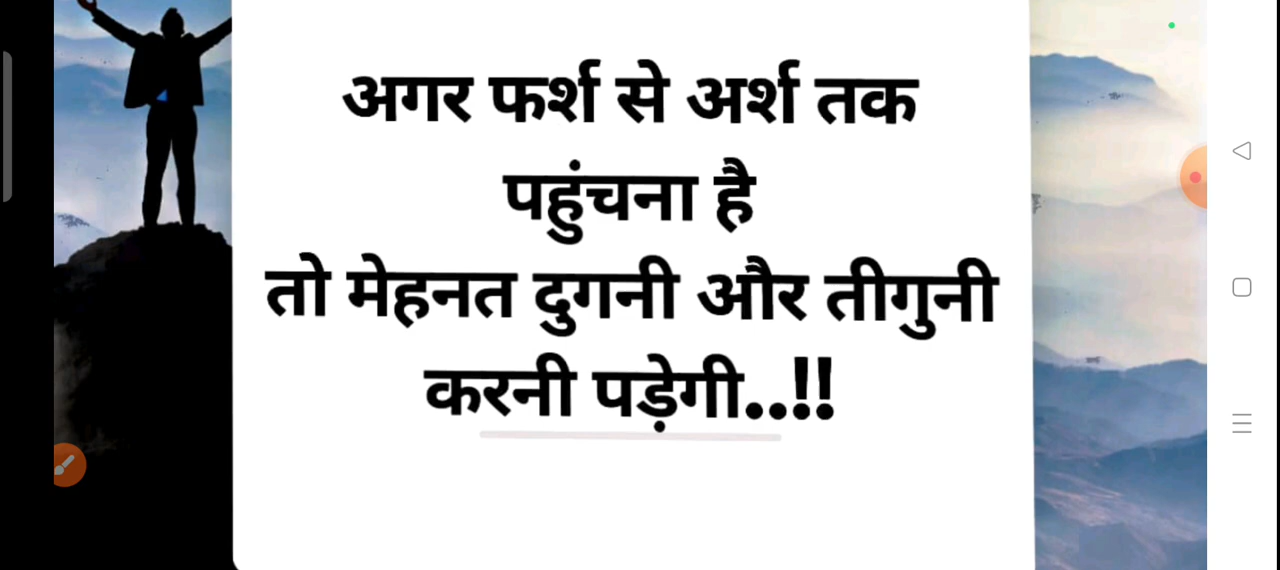 अगर फर्श से अर्श तक
पहुंचना है
तो मेहनत दुगनी और तीगुनी
करनी पड़ेगी..!!